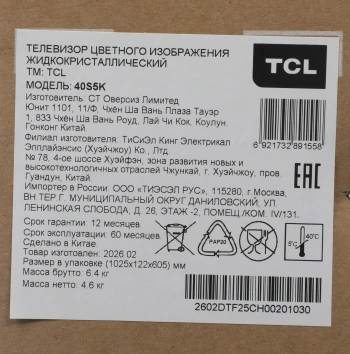 ТЕЛЕВИЗОР ЦВЕТНОГО ИЗОБРАЖЕНИЯ
ЖИДКОКРИСТАЛЛИЧЕСКИЙ
ТМ: TCL
МОДЕЛЬ: 40S5K
TCL
Изготовитель: СТ Оверсиз Лимитед
Юнит 1101, 11/Ф, Чхён Ша Вань Плаза Тауэр
1, 833 Чхён Ша Вань Роуд, Лай Чи Кок, Коулун,
Гонконг Китай.
6 921732 891558
Филиал изготовителя: ТиСиЭл Кинг Электрикал
Эпплайэнсис (Хуэйчжоу) Ко., Лтд.
№ 78, 4-ое шоссе Хуэйфэн, зона развития новых и
высокотехнологичных отраслей Чжункай, г. Хуэйчжоу, пров.
Гуандун, Китай.
EAC
Импортер в России: ООО «ТИЭСЭЛ РУС», 115280, г.Москва,
ВН.ТЕР.Г. МУНИЦИПАЛЬНЫЙ ОКРУГ ДАНИЛОВСКИЙ, УЛ.
ЛЕНИНСКАЯ СЛОБОДА, Д. 26, ЭТАЖ -2, ПОМЕЩ./КОМ. IV/131.
Срок гарантии: 12 месяцев
Срок эксплуатации: 60 месяцев
Сделано в Китае
Товар изготовлен: 2026.02
Размер в упаковке (1025x122x605) мм
Масса брутто: 6.4 кг
Масса нетто: 4.6 кг
PAP20
5°C
40°C
2602DTF25CH00201030